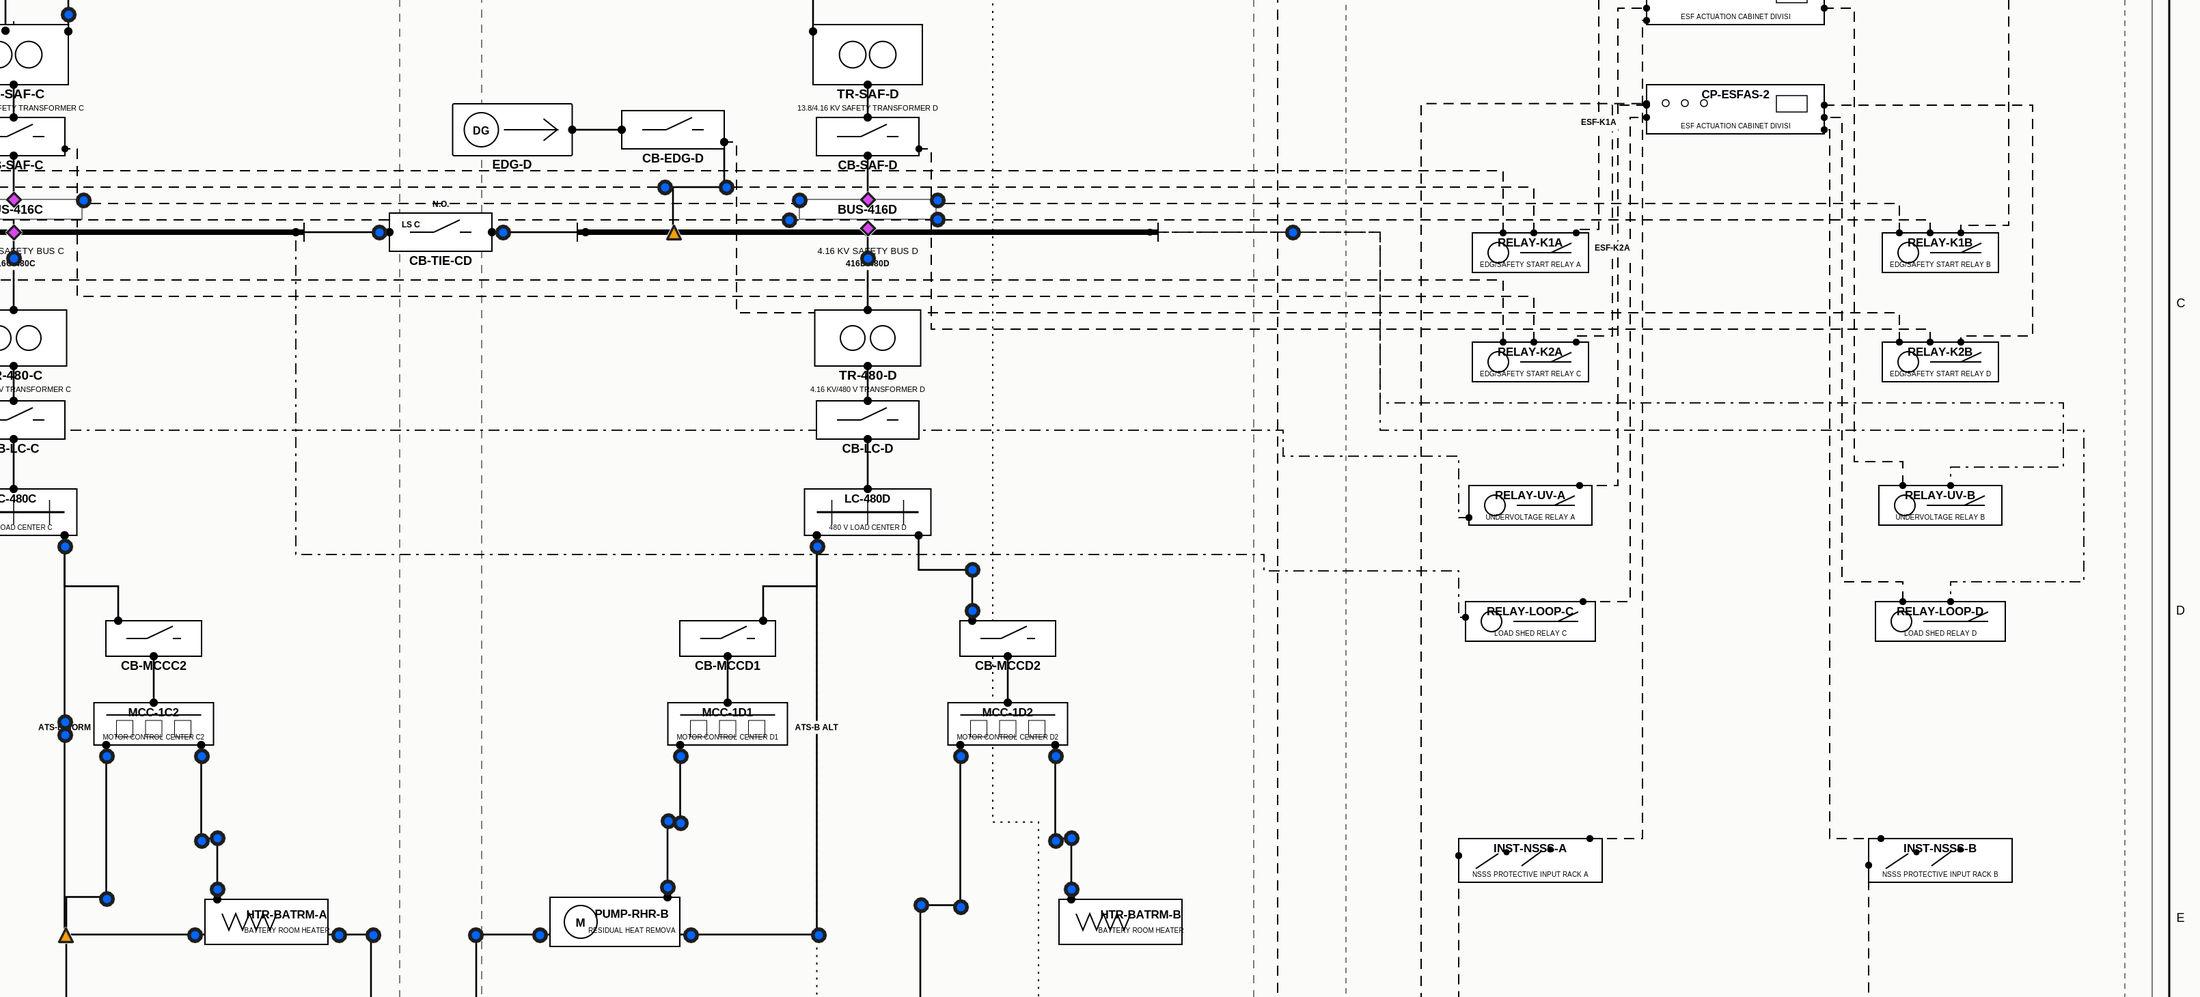 ESF ACTUATION CABINET DIVISI
-SAF-C
FETY TRANSFORMER C
TR-SAF-D
13.8/4.16 KV SAFETY TRANSFORMER D
CP-ESFAS-2
ESF ACTUATION CABINET DIVISI
ESF-K1A
DG
EDG-D
CB-EDG-D
-SAF-C
CB-SAF-D
N.O.
US-416C
LS C
BUS-416D
CB-TIE-CD
SAFETY BUS C
4.16 KV SAFETY BUS D
RELAY-K1A
EDG/SAFETY START RELAY A
ESF-K2A
RELAY-K1B
EDG/SAFETY START RELAY B
RELAY-K2A
EDG/SAFETY START RELAY C
RELAY-K2B
EDG/SAFETY START RELAY D
C
R-480-C
V TRANSFORMER C
TR-480-D
4.16 KV/480 V TRANSFORMER D
B-LC-C
CB-LC-D
C-480C
OAD CENTER C
LC-480D
480 V LOAD CENTER D
RELAY-UV-A
UNDERVOLTAGE RELAY A
RELAY-UV-B
UNDERVOLTAGE RELAY B
RELAY-LOOP-C
LOAD SHED RELAY C
RELAY-LOOP-D
LOAD SHED RELAY D
D
CB-MCCC2
CB-MCCD1
CB-MCCD2
MCC-1C2
MOTOR CONTROL CENTER C2
MCC-1D1
MOTOR CONTROL CENTER D1
ATS-B ALT
MCC-1D2
MOTOR CONTROL CENTER D2
INST-NSSS-A
NSSS PROTECTIVE INPUT RACK A
INST-NSSS-B
NSSS PROTECTIVE INPUT RACK B
HTR-BATRM-A
BATTERY ROOM HEATER
M
PUMP-RHR-B
RESIDUAL HEAT REMOVA
HTR-BATRM-B
BATTERY ROOM HEATER
E